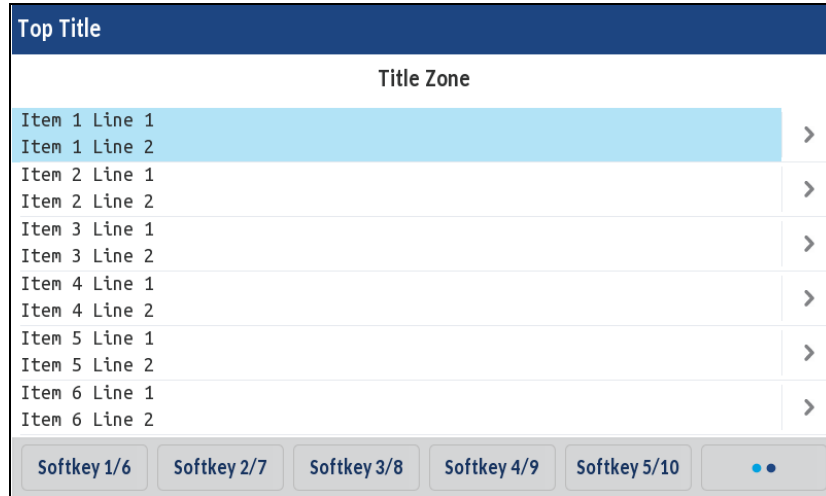 Top Title
Title Zone
Item 1 Line 1
Item 1 Line 2
Item 2 Line 1
Item 2 Line 2
Item 3 Line 1
Item 3 Line 2
Item 4 Line 1
Item 4 Line 2
Item 5 Line 1
Item 5 Line 2
Item 6 Line 1
Item 6 Line 2
Softkey 1/6 Softkey 2/7 Softkey 3/8 Softkey 4/9 Softkey 5/10